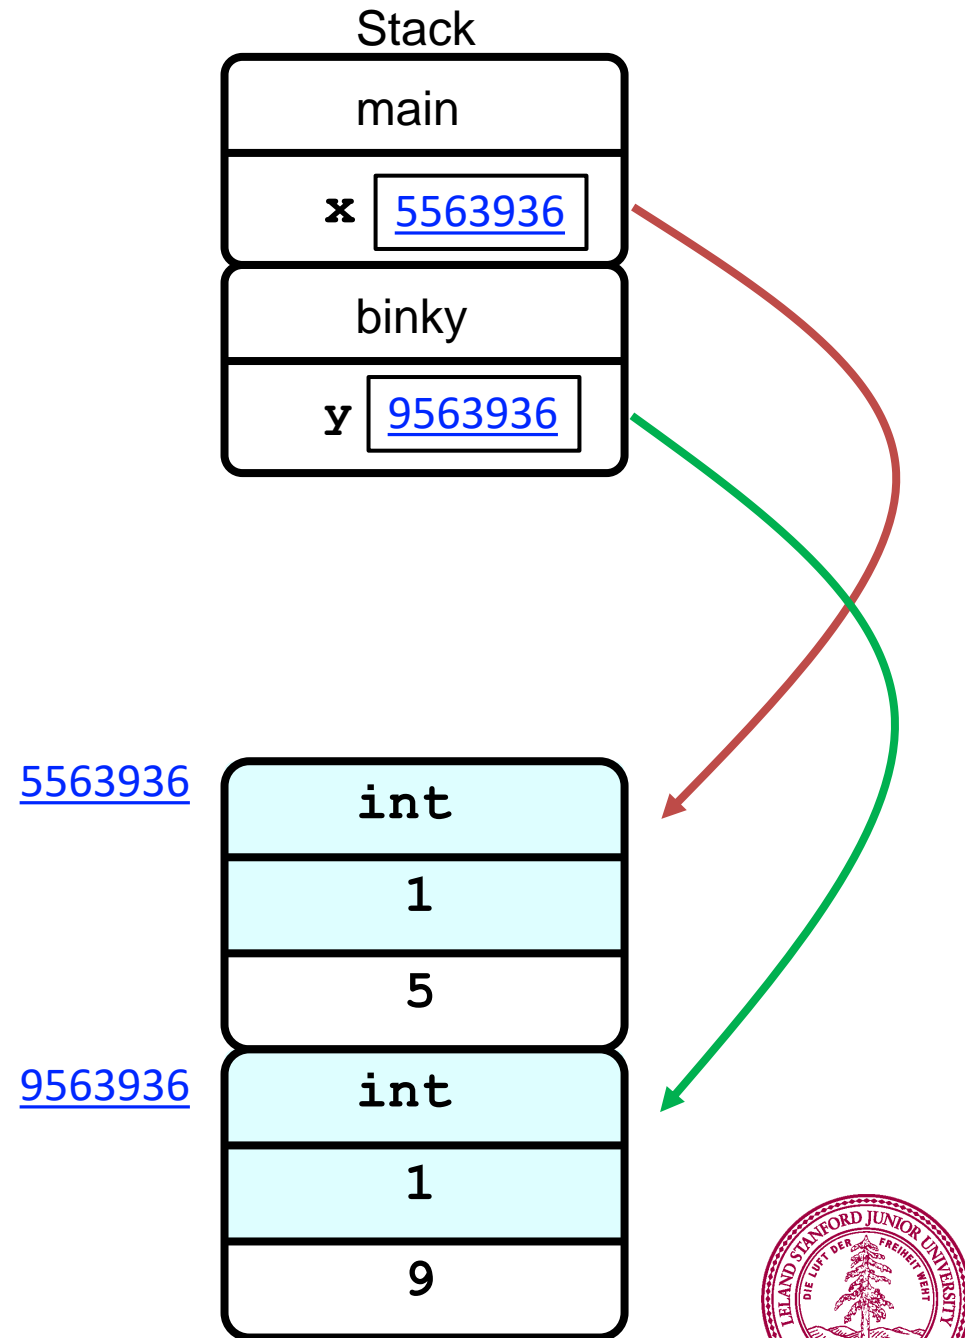 Stack
main
x 5563936
binky
y 9563936
5563936 int
1
5
9563936 int
1
9
LELAND STANFORD JUNIOR UNIVERSITY
DIE LUFT DER FREIHEIT WEHT